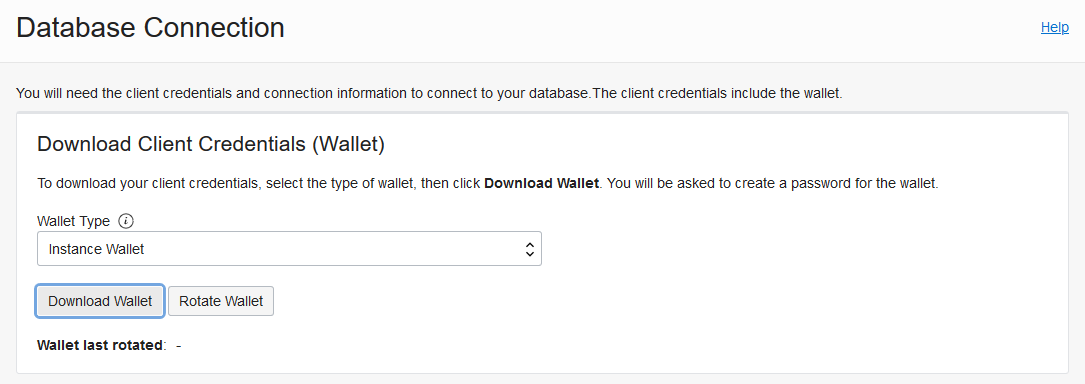 Database Connection
Help
You will need the client credentials and connection information to connect to your database.The client credentials include the wallet.
Download Client Credentials (Wallet)
To download your client credentials, select the type of wallet, then click Download Wallet. You will be asked to create a password for the wallet.
Wallet Type i
Instance Wallet
Download Wallet Rotate Wallet
Wallet last rotated: -